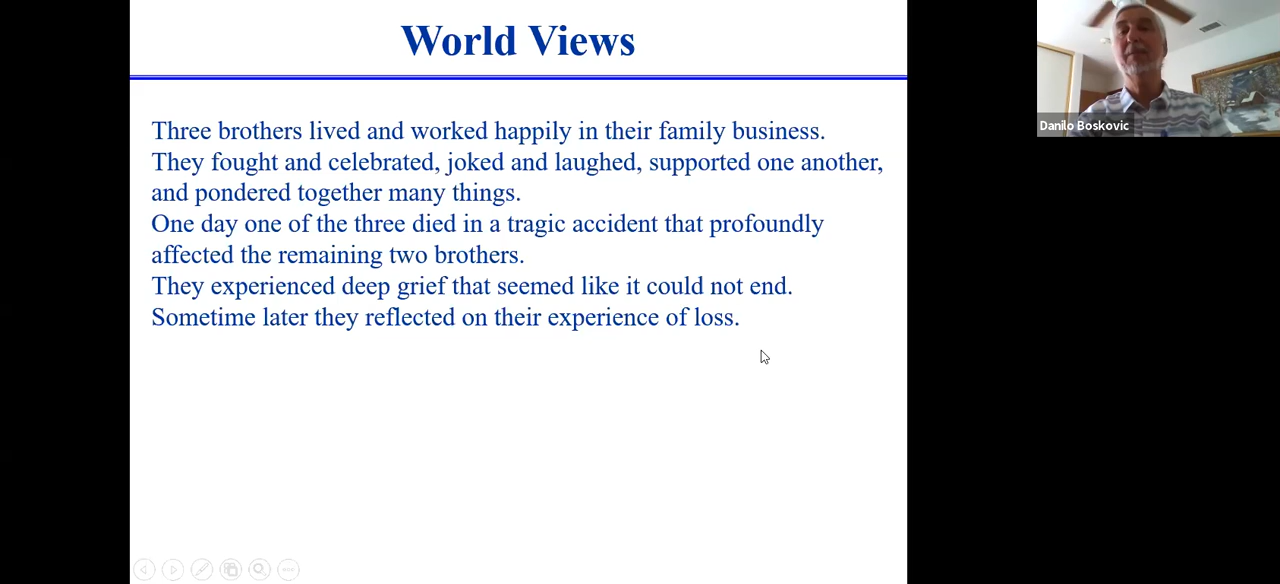 World Views
Three brothers lived and worked happily in their family business.
They fought and celebrated, joked and laughed, supported one another,
and pondered together many things.
One day one of the three died in a tragic accident that profoundly
affected the remaining two brothers.
They experienced deep grief that seemed like it could not end.
Sometime later they reflected on their experience of loss.
Danilo Boskovic